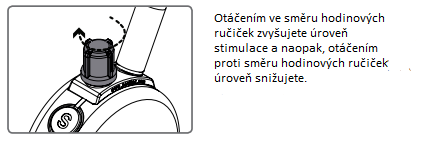 Otáčením ve směru hodinových
ručiček zvyšujete úroveň
stimulace a naopak, otáčením
proti směru hodinových ručiček
úroveň snižujete.
S